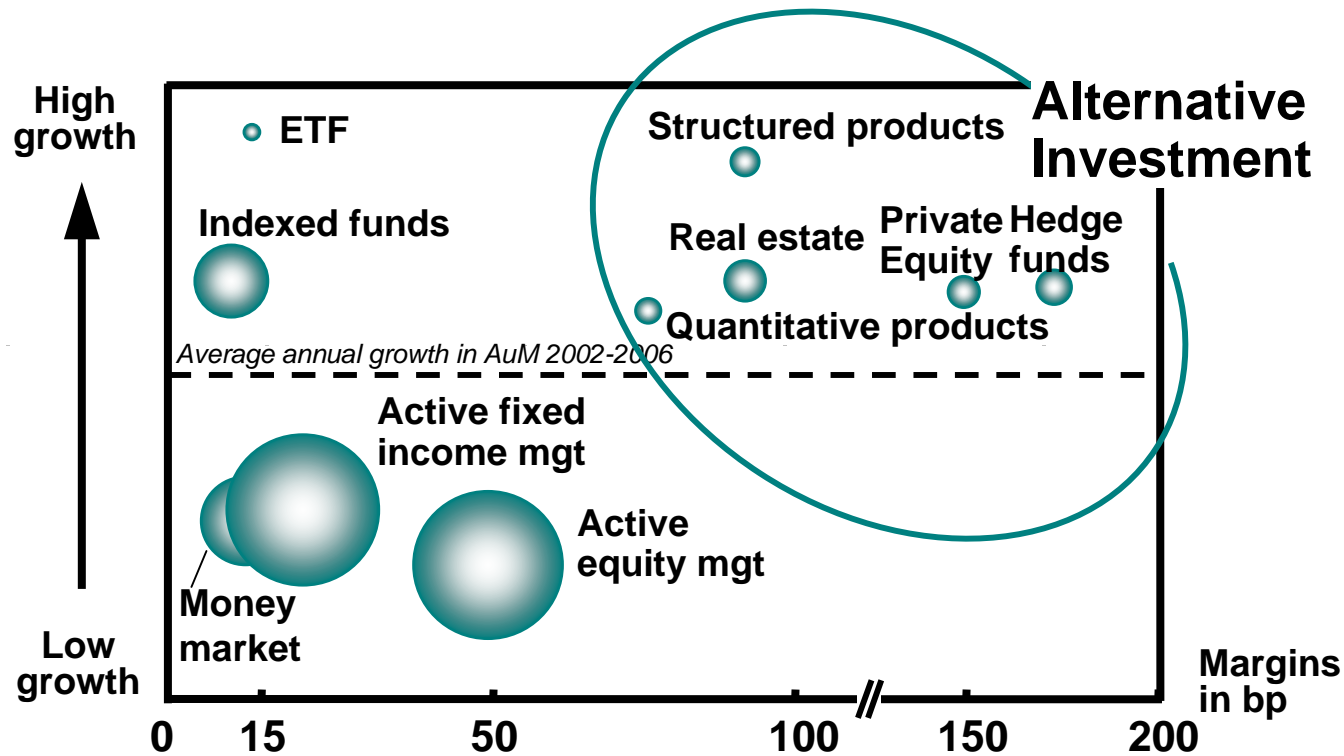 High
growth
ETF
Structured products
Alternative
Investment
Indexed funds
Real estate
Private
Equity
Hedge
funds
Quantitative products
Average annual growth in AuM 2002-2006
Active fixed
income mgt
Active
equity mgt
Money
market
Low
growth
Margins
in bp
0 15 50 100 150 200